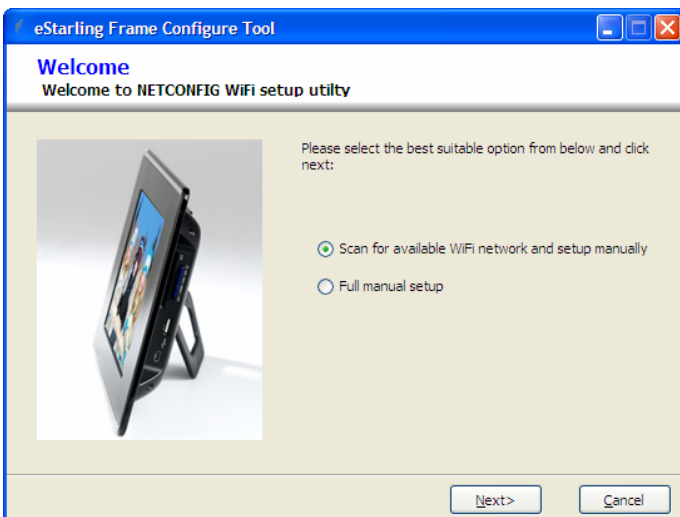 eStarling Frame Configure Tool
Welcome
Welcome to NETCONFIG WiFi setup utilty
Please select the best suitable option from below and click
next:
Scan for available WiFi network and setup manually
Full manual setup
Next>
Cancel